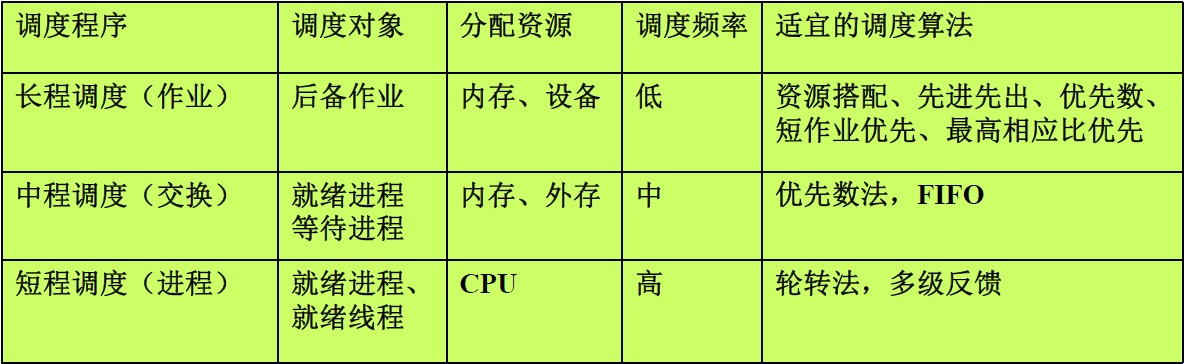 调度程序 调度对象 分配资源 调度频率 适宜的调度算法
长程调度（作业） 后备作业 内存、设备 低 资源搭配、先进先出、优先数、
短作业优先、最高相应比优先
中程调度（交换） 就绪进程 内存、外存 中 优先数法，FIFO
等待进程
短程调度（进程） 就绪进程、 CPU 高 轮转法，多级反馈
就绪线程